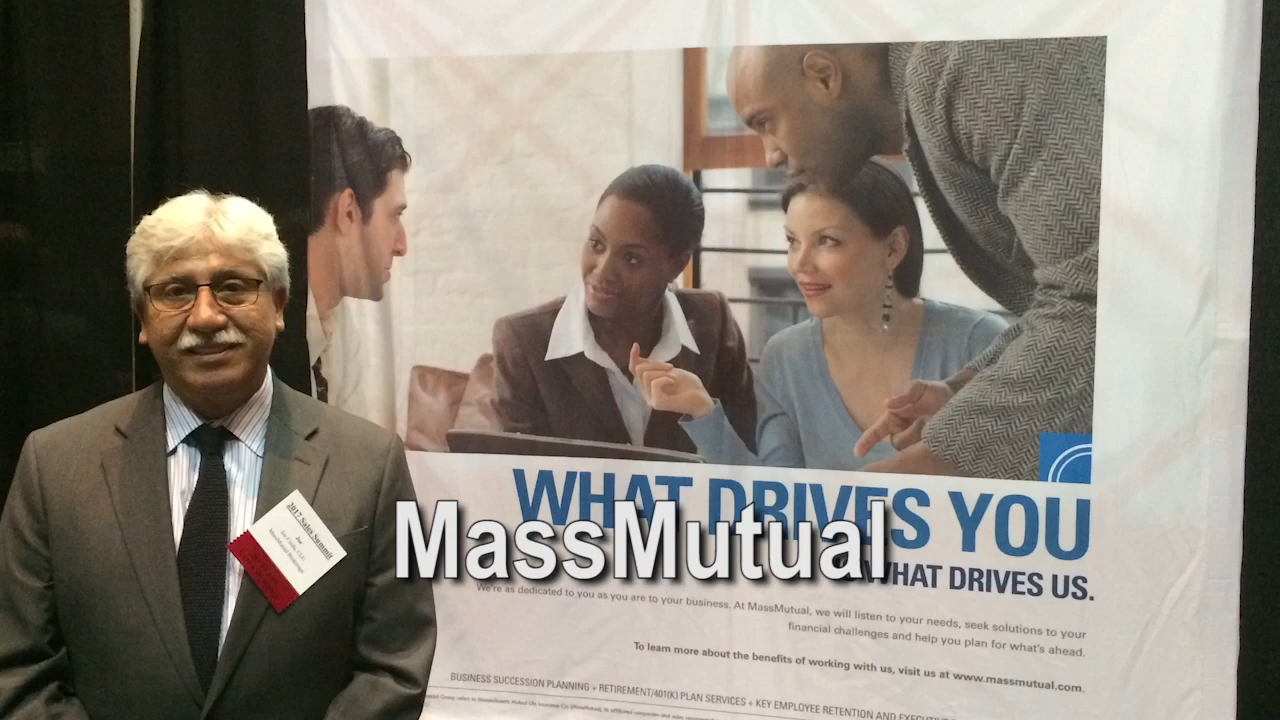 2017 Sales Summit
Joe
MassMutual
WHAT DRIVES YOU
WHAT DRIVES US.
We're as dedicated to you as you are to your business. At MassMutual, we will listen to your needs, seek solutions to your
financial challenges and help you plan for what's ahead.
To learn more about the benefits of working with us, visit us at www.massmutual.com.
BUSINESS SUCCESSION PLANNING + RETIREMENT/401(K) PLAN SERVICES + KEY EMPLOYEE RETENTION AND